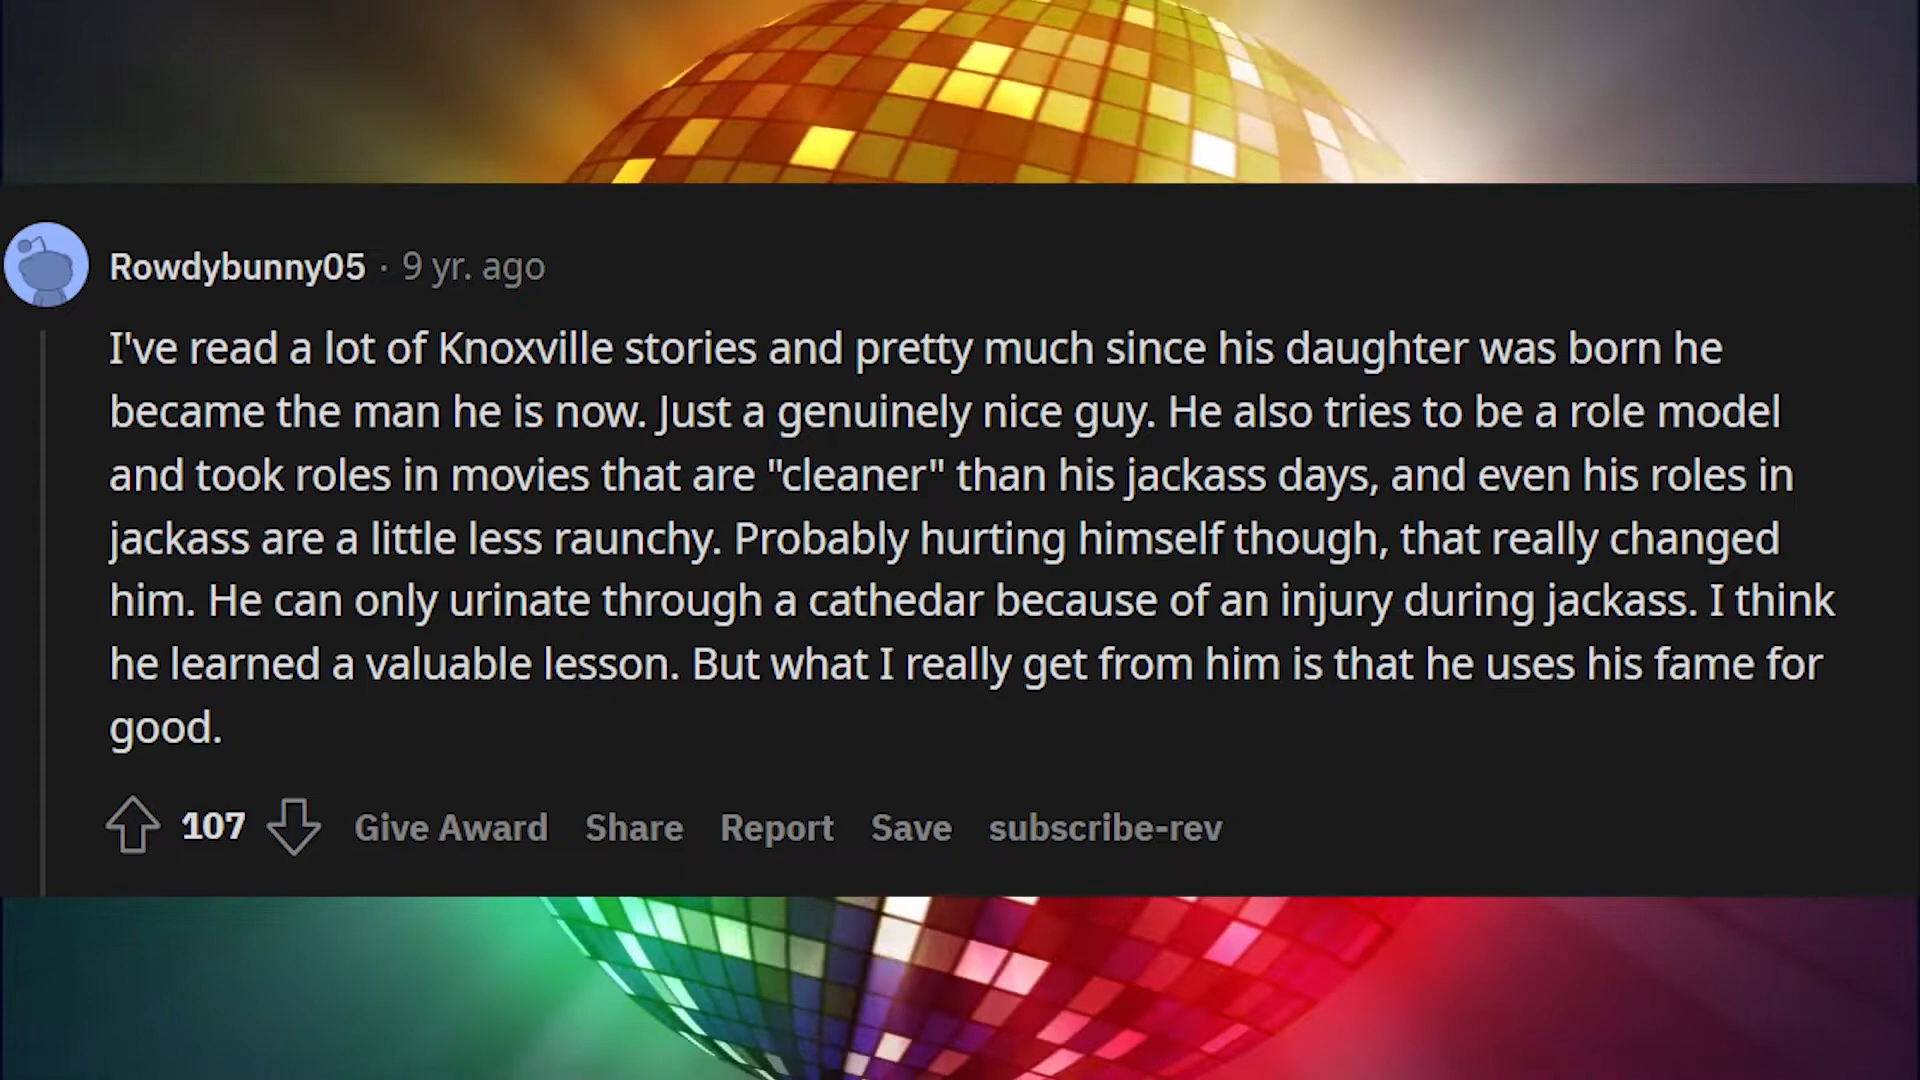 Rowdybunny05 · 9 yr. ago
I've read a lot of Knoxville stories and pretty much since his daughter was born he
became the man he is now. Just a genuinely nice guy. He also tries to be a role model
and took roles in movies that are "cleaner" than his jackass days, and even his roles in
jackass are a little less raunchy. Probably hurting himself though, that really changed
him. He can only urinate through a cathedar because of an injury during jackass. I think
he learned a valuable lesson. But what I really get from him is that he uses his fame for
good.
107 Give Award Share Report Save subscribe-rev